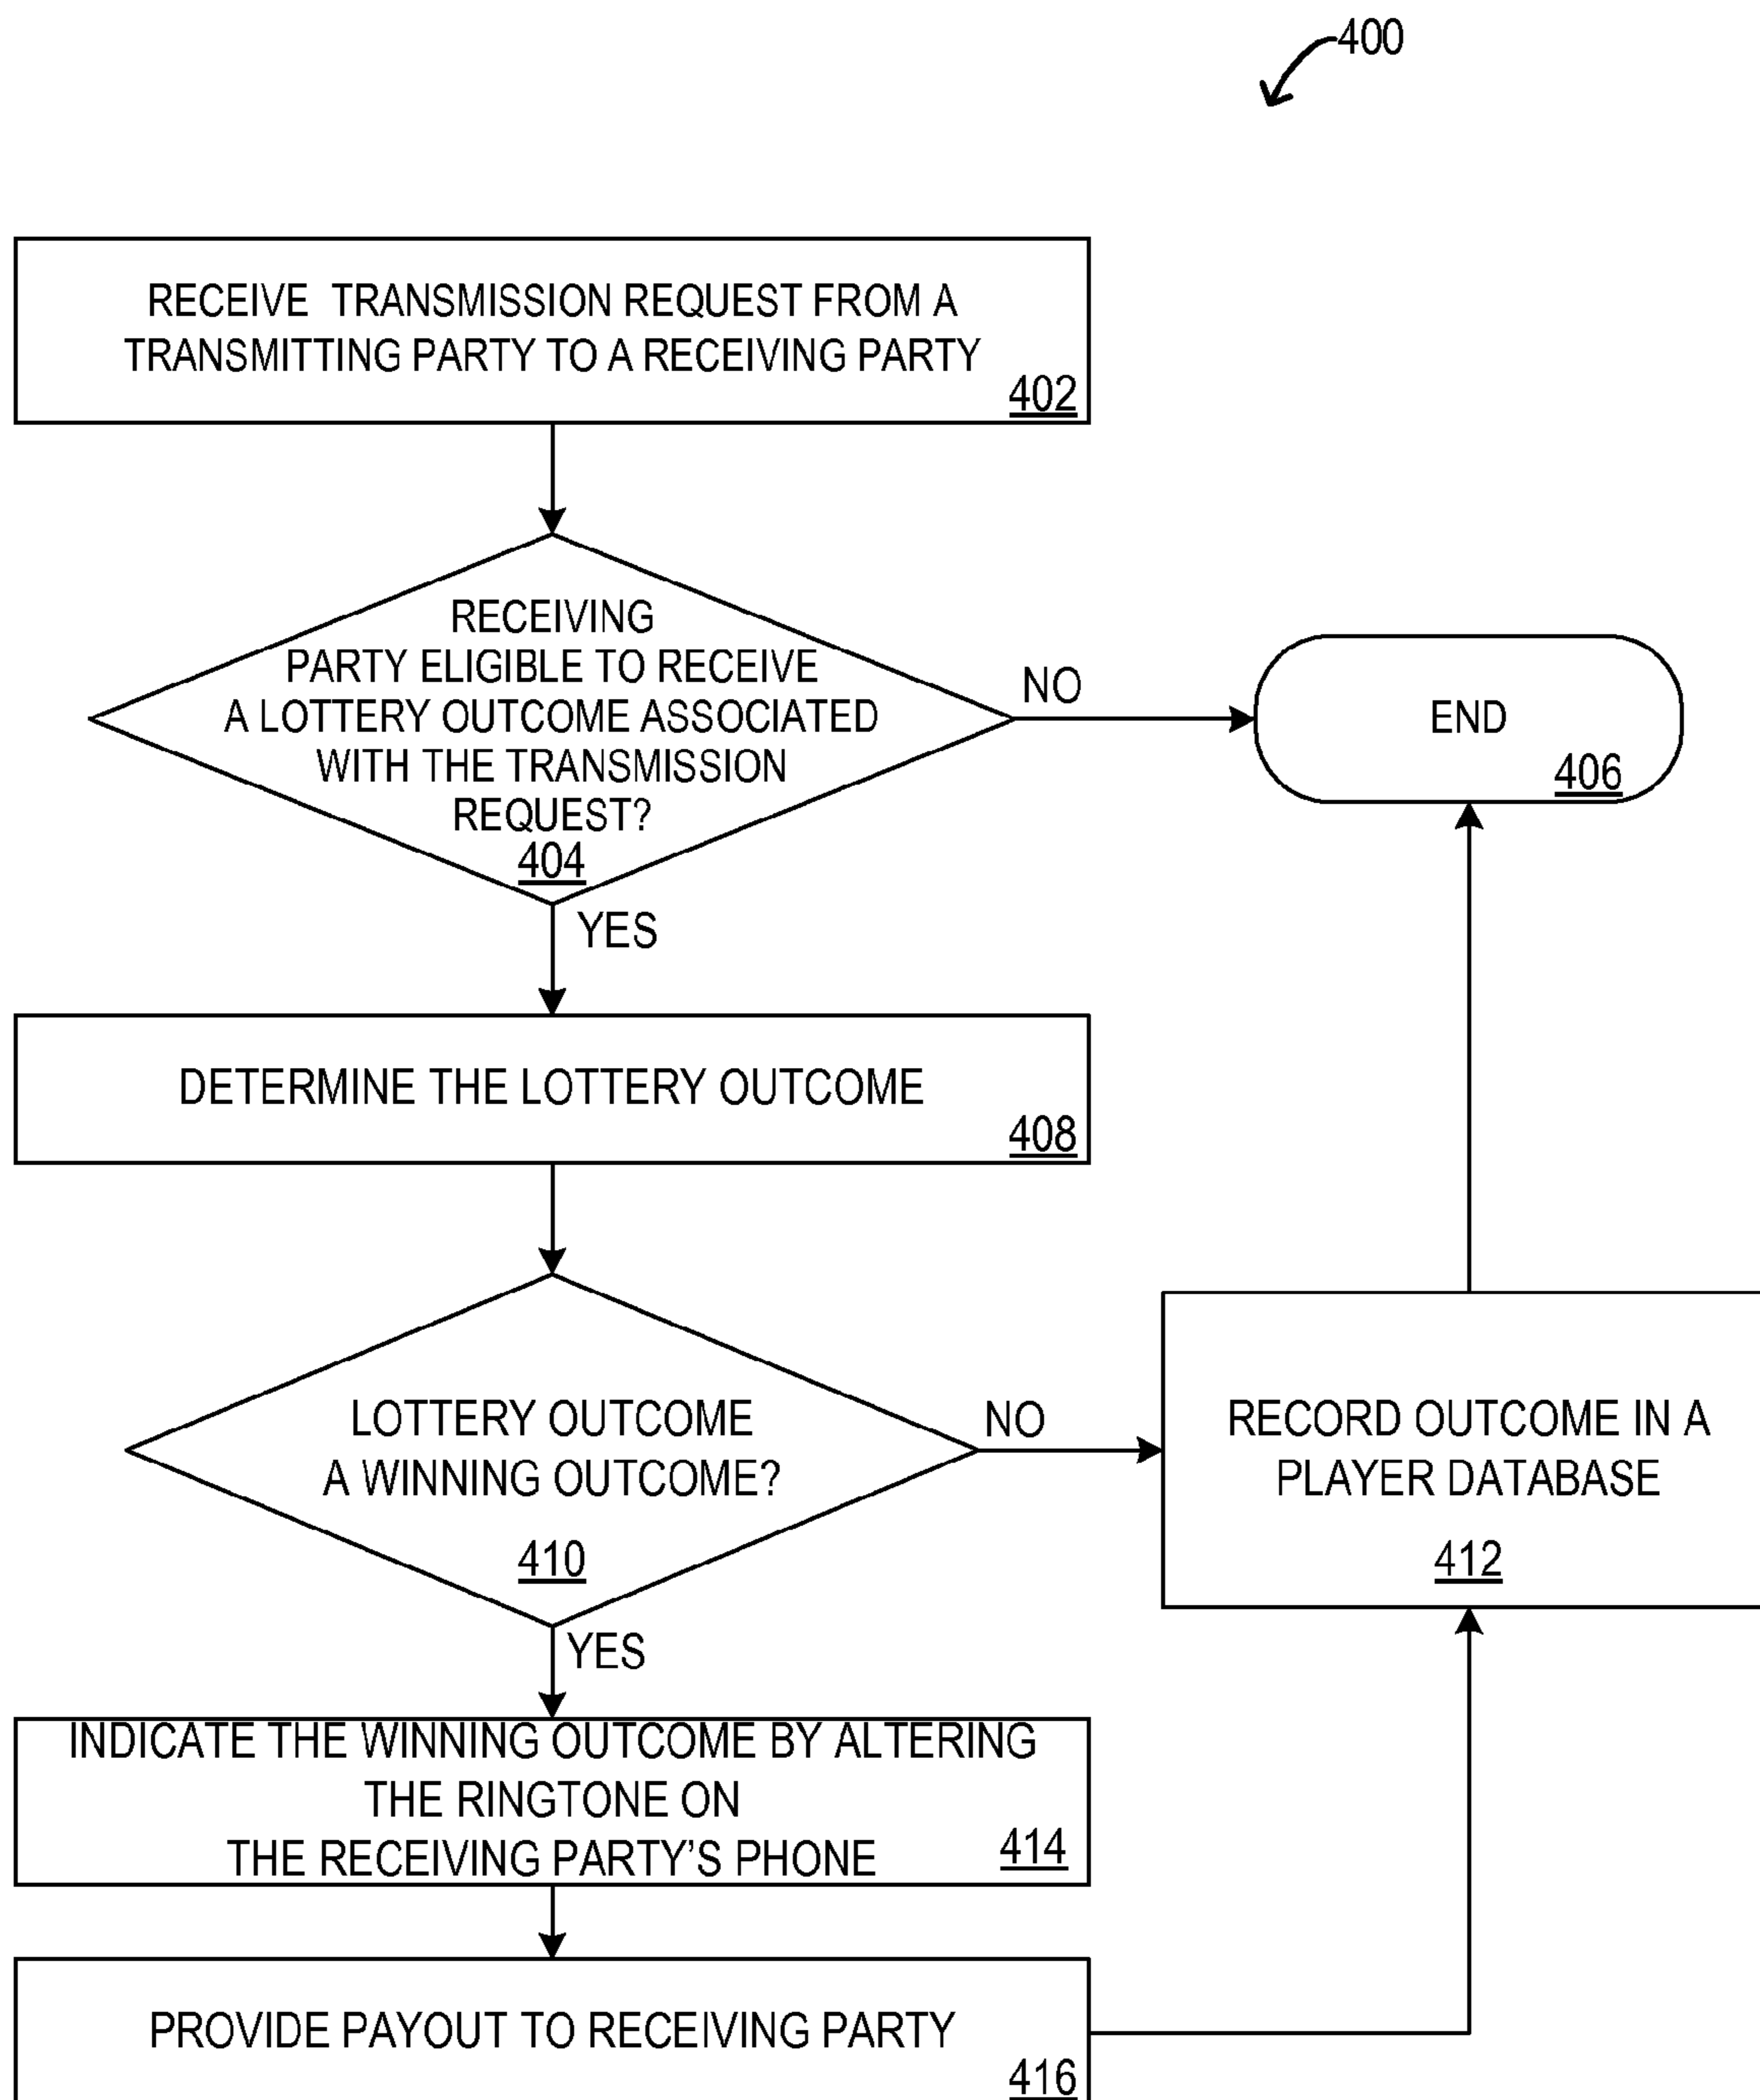 400
RECEIVE TRANSMISSION REQUEST FROM A
TRANSMITTING PARTY TO A RECEIVING PARTY
402
RECEIVING
PARTY ELIGIBLE TO RECEIVE
A LOTTERY OUTCOME ASSOCIATED
WITH THE TRANSMISSION
REQUEST?
404
NO
END
406
YES
DETERMINE THE LOTTERY OUTCOME
408
LOTTERY OUTCOME
A WINNING OUTCOME?
410
NO
RECORD OUTCOME IN A
PLAYER DATABASE
412
YES
INDICATE THE WINNING OUTCOME BY ALTERING
THE RINGTONE ON
THE RECEIVING PARTY'S PHONE
414
PROVIDE PAYOUT TO RECEIVING PARTY
416